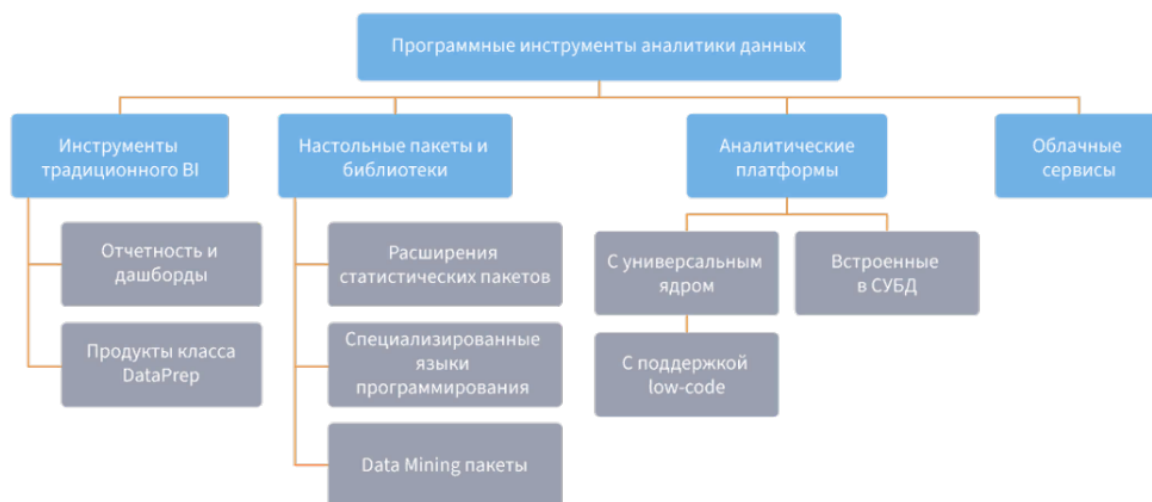 Программные инструменты аналитики данных
Инструменты
традиционного BI
Настольные пакеты и
библиотеки
Аналитические
платформы
Облачные
сервисы
Отчетность и
дашборды
Расширения
статистических пакетов
С универсальным
ядром
Встроенные
в СУБД
Продукты класса
DataPrep
Специализированные
языки
программирования
С поддержкой
low-code
Data Mining пакеты